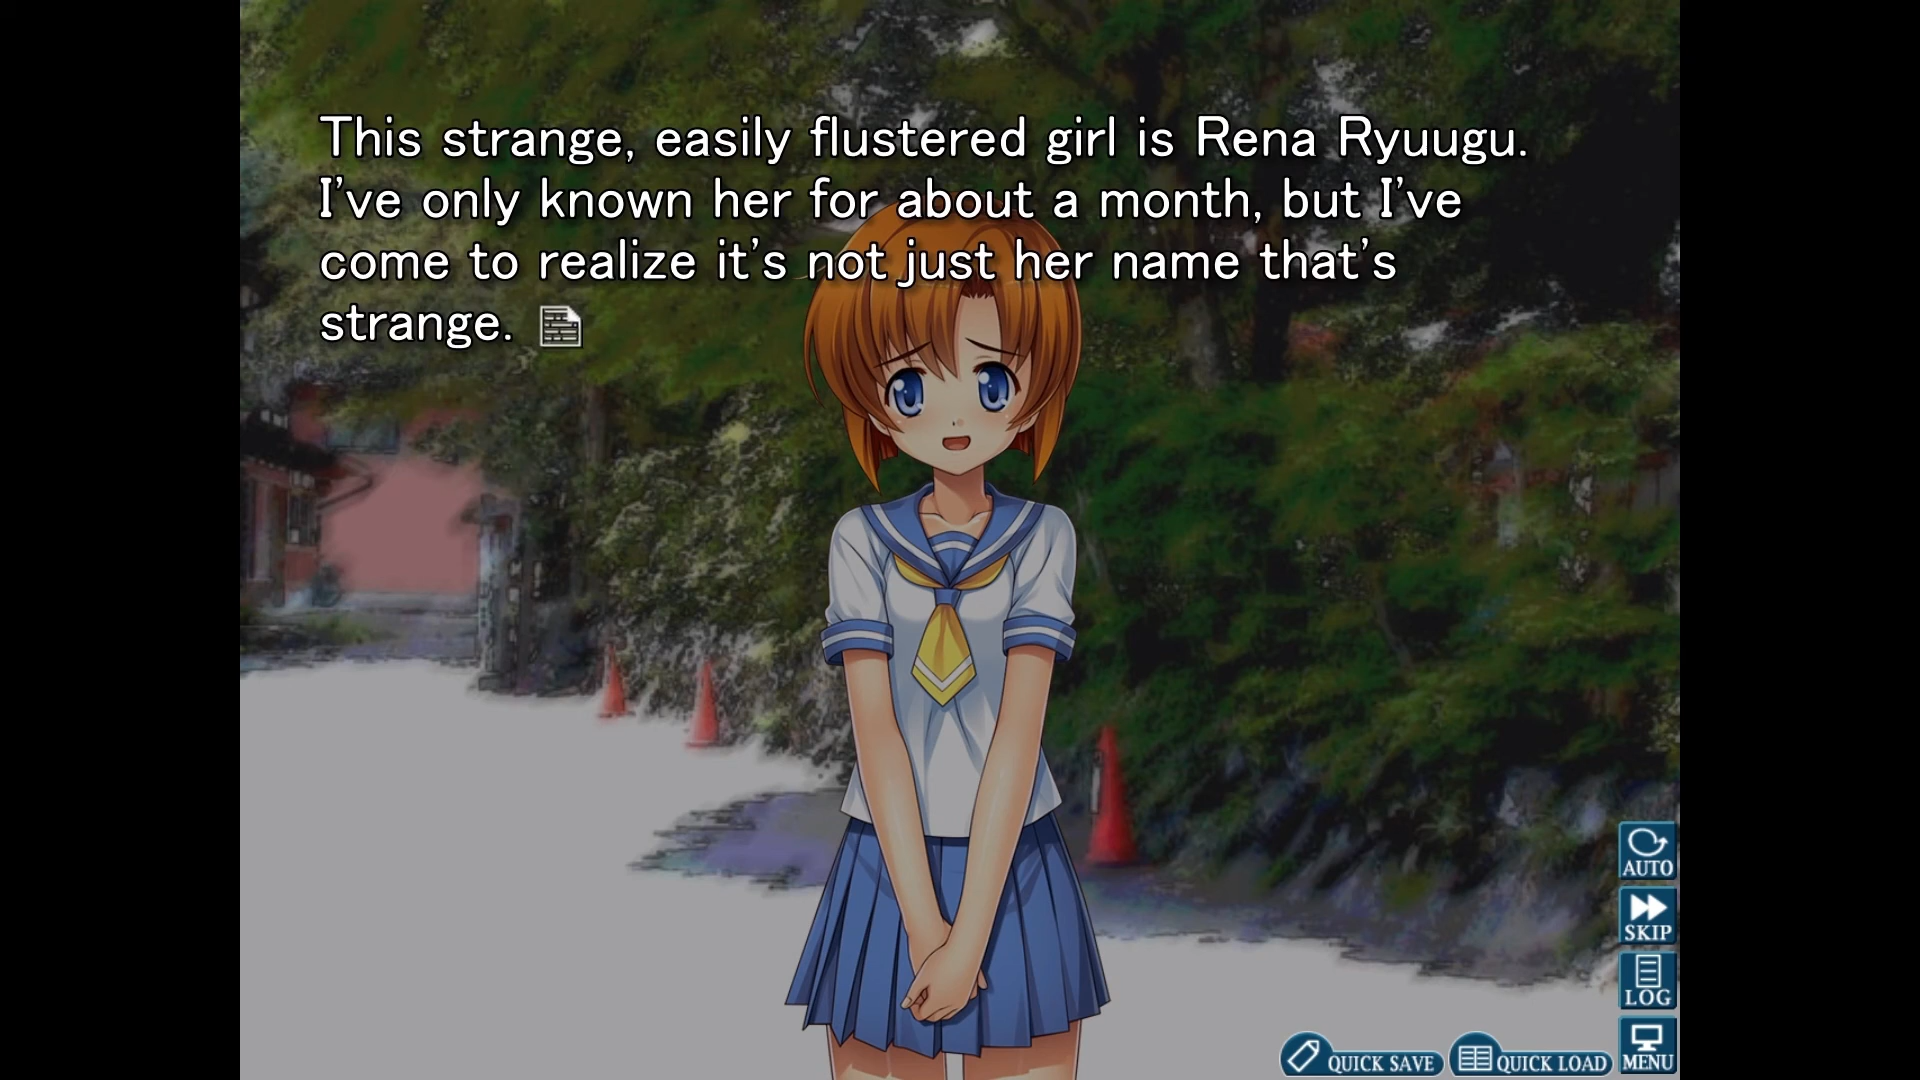 This strange, easily flustered girl is Rena Ryuugu.
I've only known her for about a month, but I've
come to realize it's not just her name that's
strange.
AUTO
SKIP
LOG
MENU
QUICK SAVE
QUICK LOAD